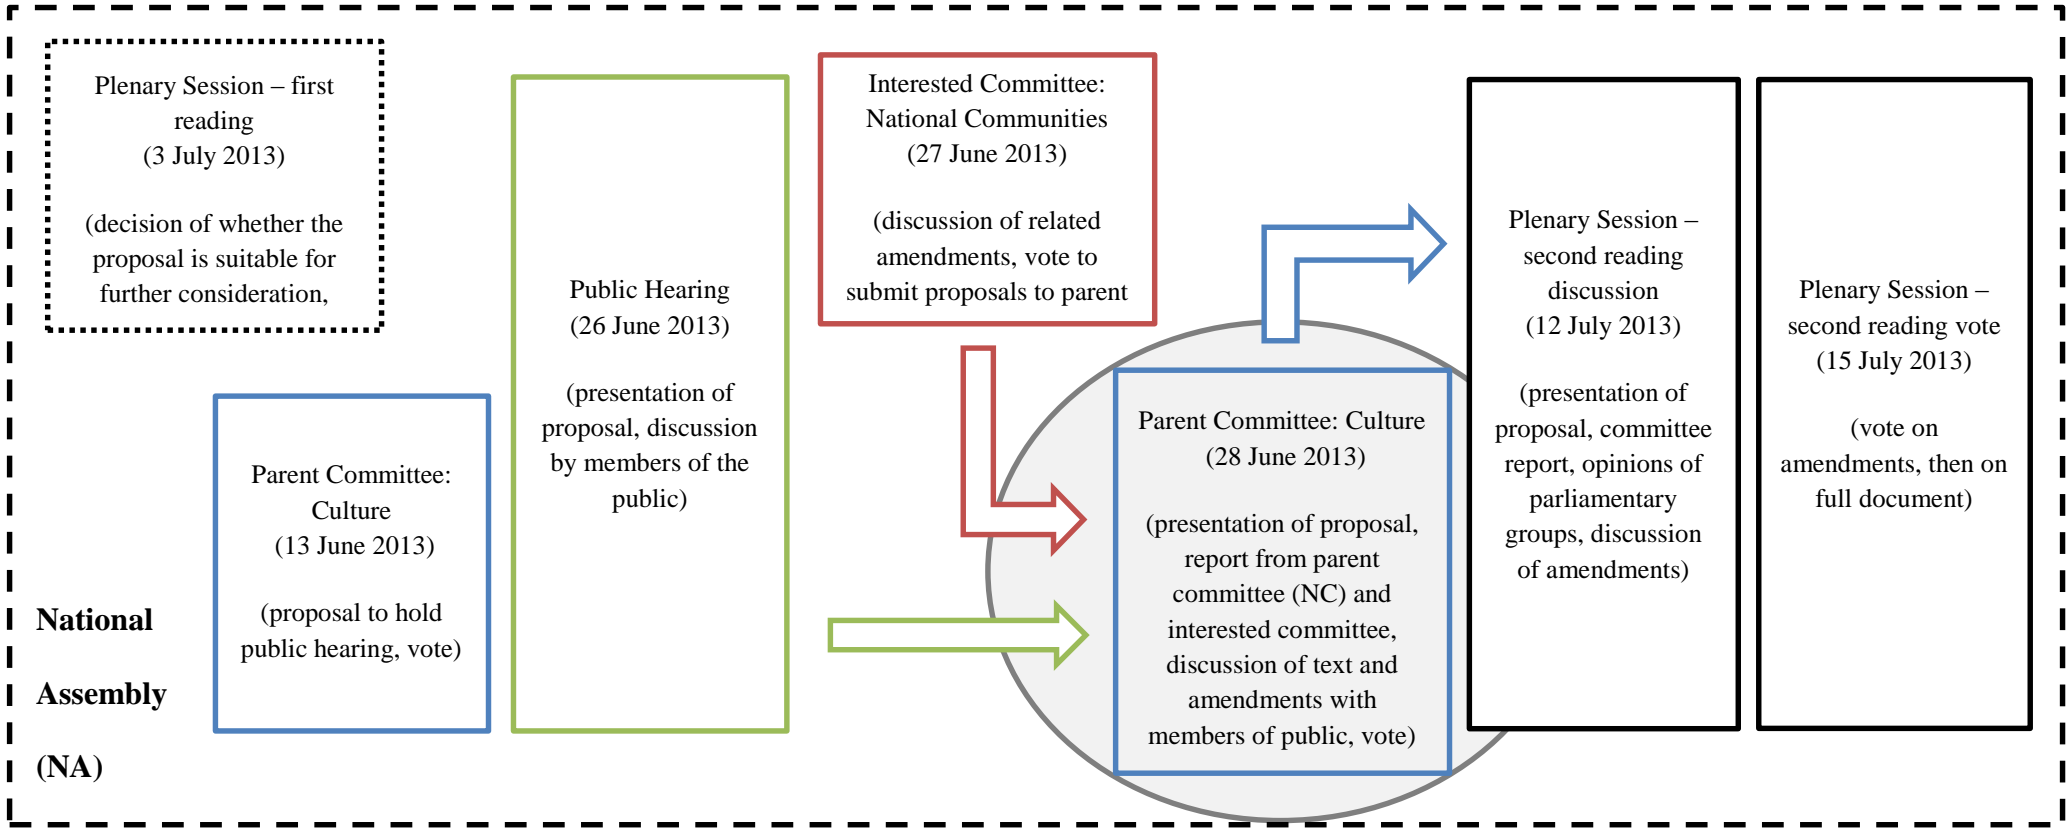 Plenary Session – first
reading
(3 July 2013)
(decision of whether the
proposal is suitable for
further consideration,
Parent Committee:
Culture
(13 June 2013)
(proposal to hold
public hearing, vote)
National
Assembly
(NA)
Public Hearing
(26 June 2013)
(presentation of
proposal, discussion
by members of the
public)
Interested Committee:
National Communities
(27 June 2013)
(discussion of related
amendments, vote to
submit proposals to parent
Parent Committee: Culture
(28 June 2013)
(presentation of proposal,
report from parent
committee (NC) and
interested committee,
discussion of text and
amendments with
members of public, vote)
Plenary Session –
second reading
discussion
(12 July 2013)
(presentation of
proposal, committee
report, opinions of
parliamentary
groups, discussion
of amendments)
Plenary Session –
second reading vote
(15 July 2013)
(vote on
amendments, then on
full document)